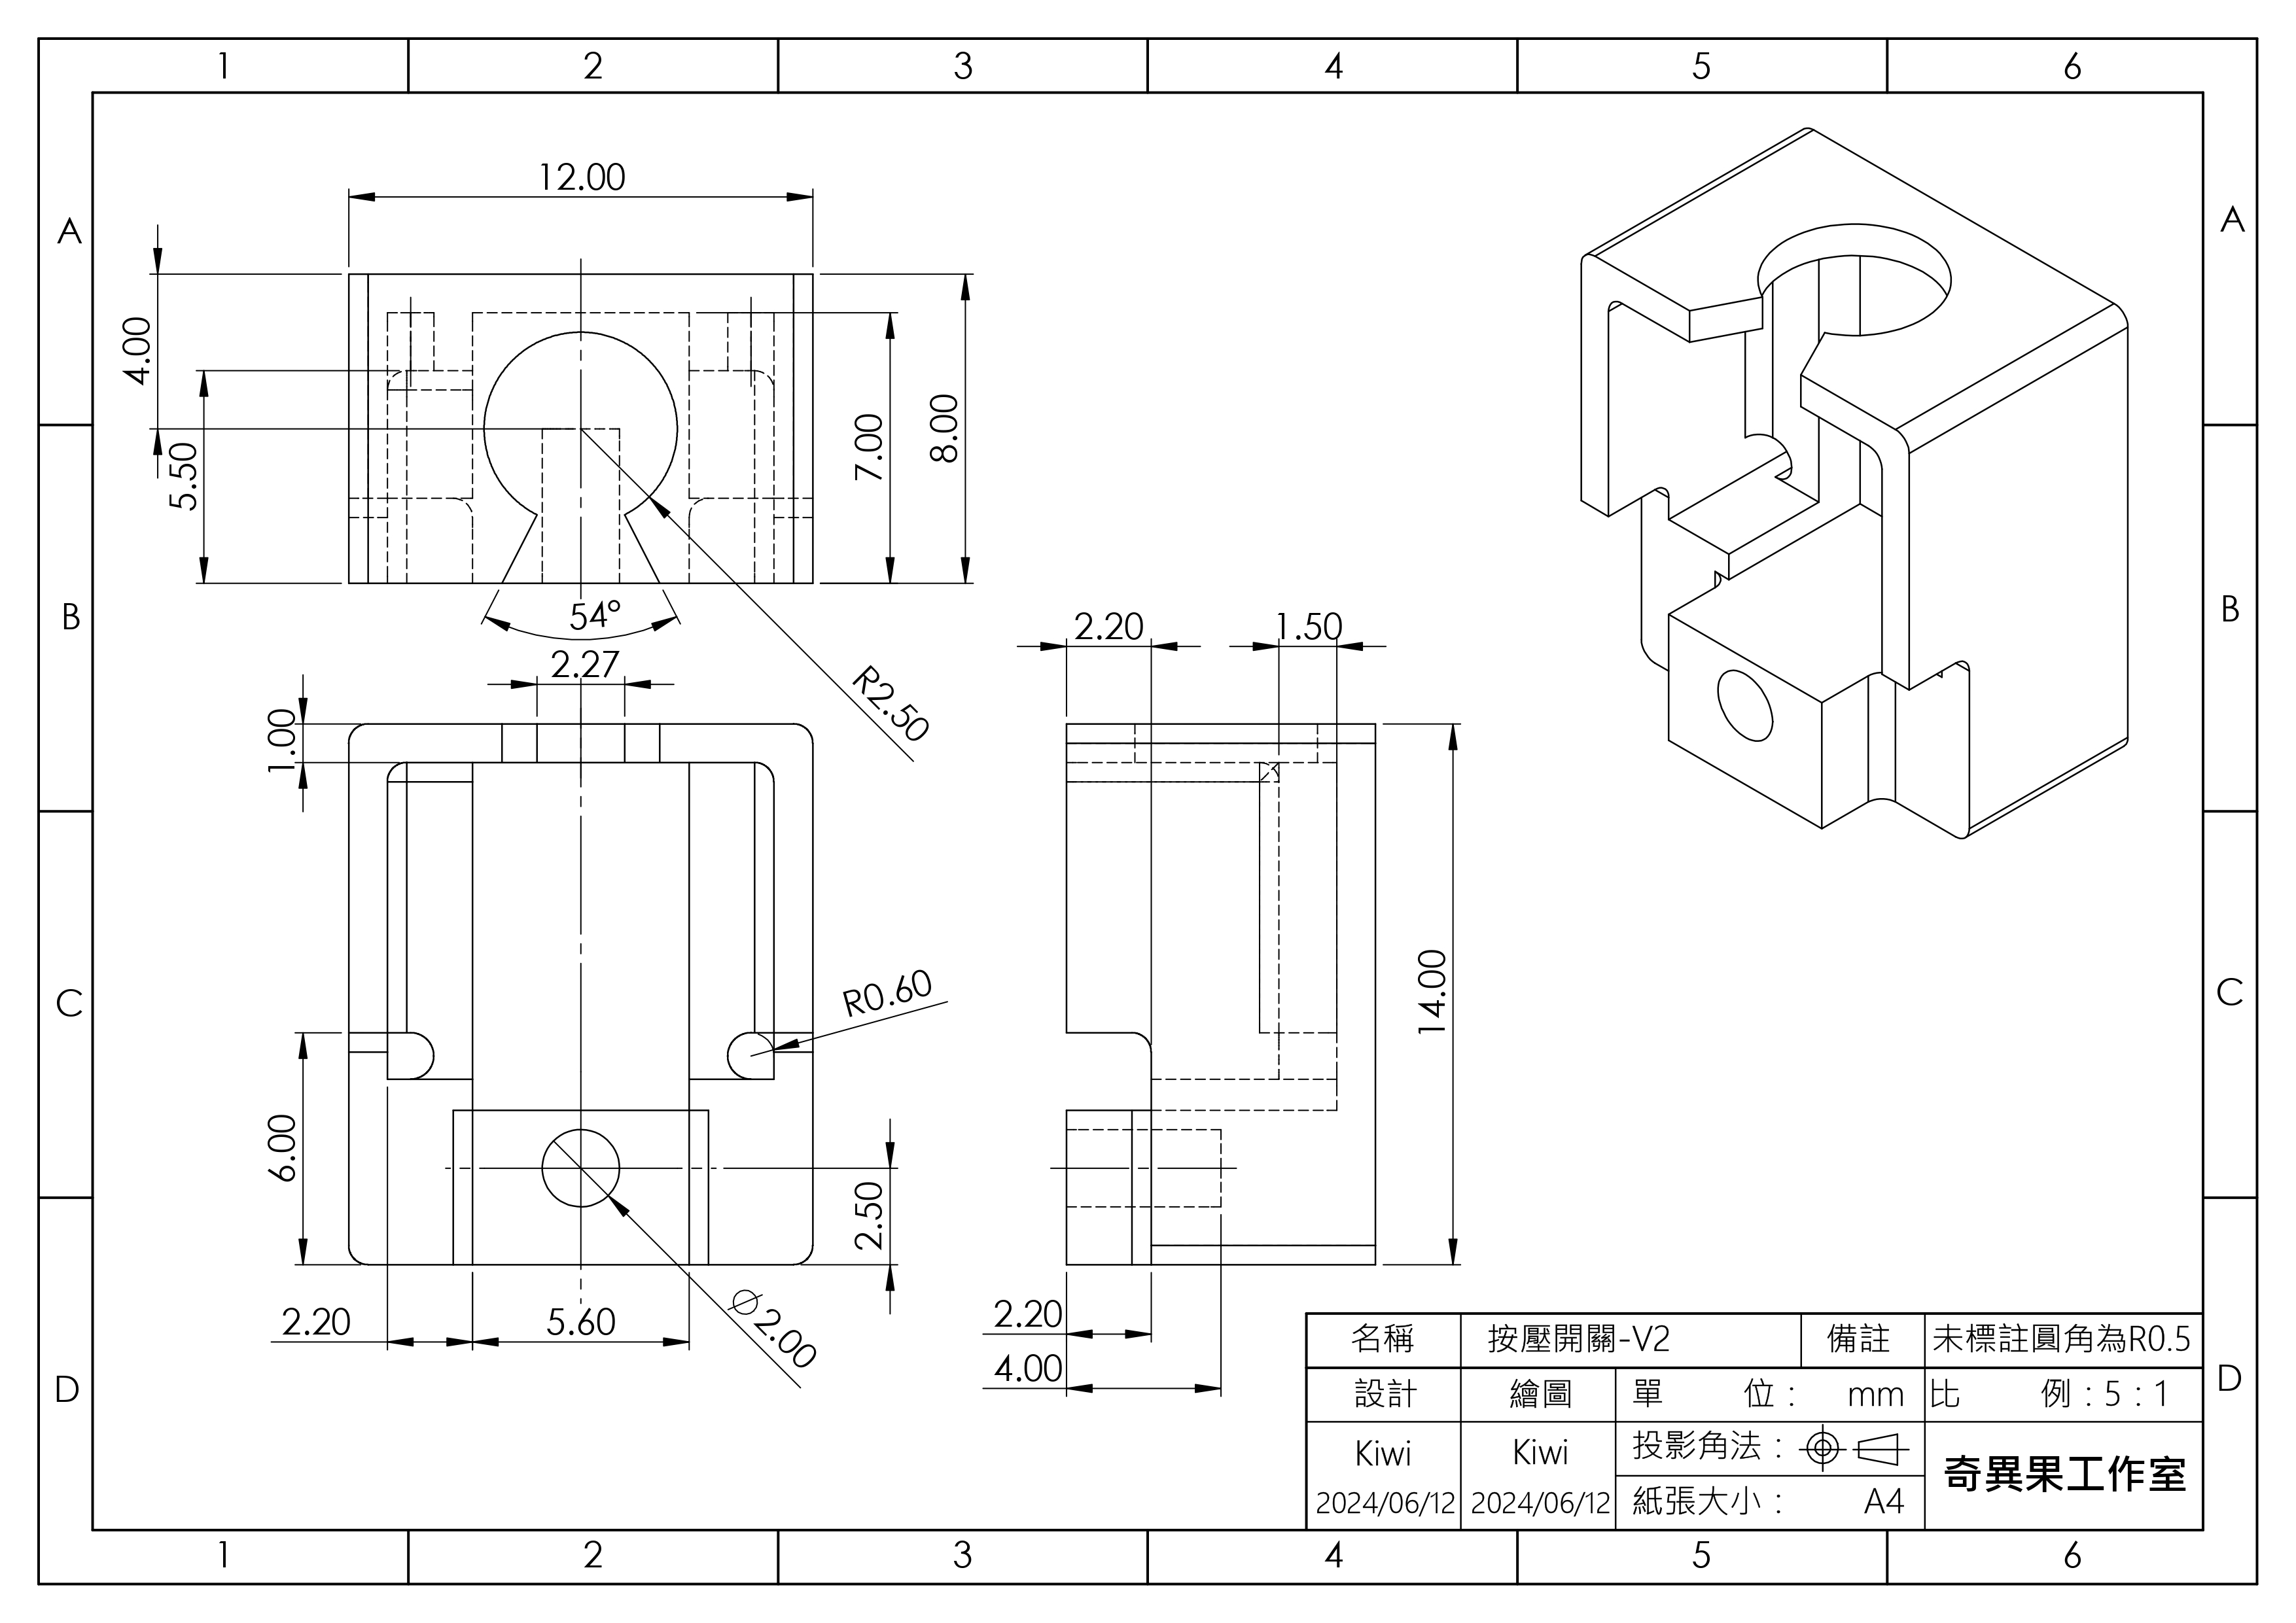 1 2 3 4 5 6
A A
B B
C C
D D
12.00
4.00
5.50
7.00
8.00
54°
R2.50
2.27
1.00
R0.60
6.00
2.50
2.20
5.60
⌀2.00
2.20
1.50
14.00
2.20
4.00
名稱 按壓開關-V2 備註 未標註圓角為R0.5
設計 繪圖 單 位: mm 比 例:5:1
Kiwi Kiwi 投影角法:
2024/06/12 2024/06/12 紙張大小: A4
奇異果工作室
1 2 3 4 5 6